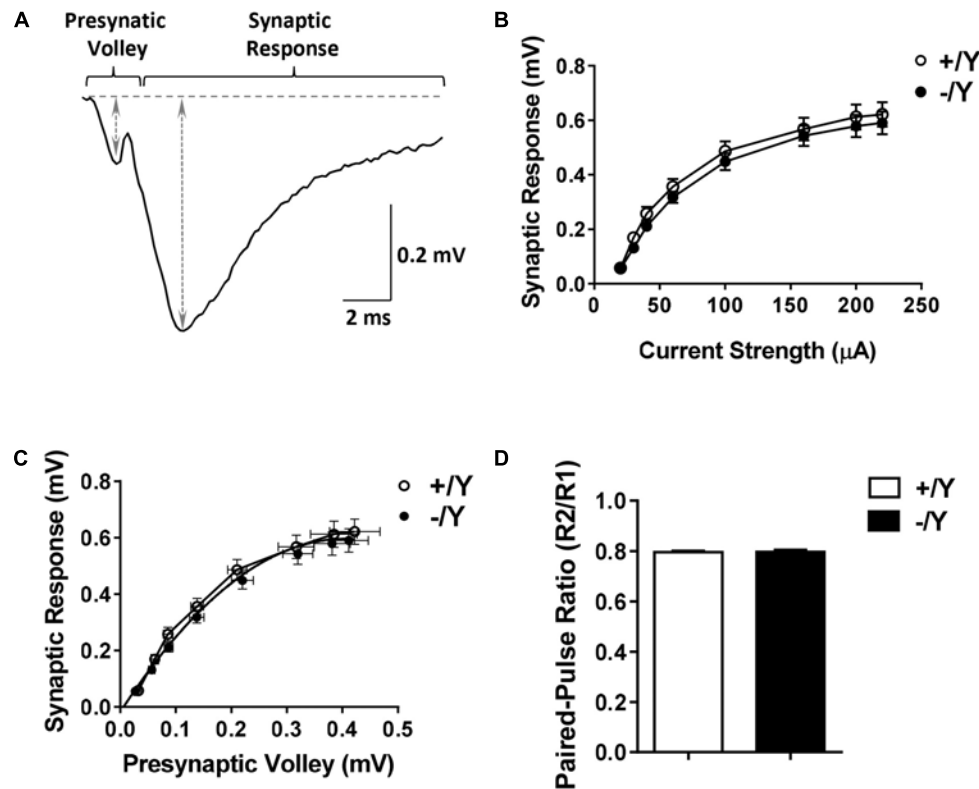 A
Presynatic
Volley
Synaptic
Response
0.2 mV
2 ms
B
Synaptic Response (mV)
0.8
0.6
0.4
0.2
0.0
0 50 100 150 200 250
Current Strength (μA)
+/Y
-/Y
C
Synaptic Response (mV)
0.8
0.6
0.4
0.2
0.0
0.0 0.1 0.2 0.3 0.4 0.5
Presynaptic Volley (mV)
+/Y
-/Y
D
Paired-Pulse Ratio (R2/R1)
1.0
0.8
0.6
0.4
0.2
0.0
+/Y
-/Y